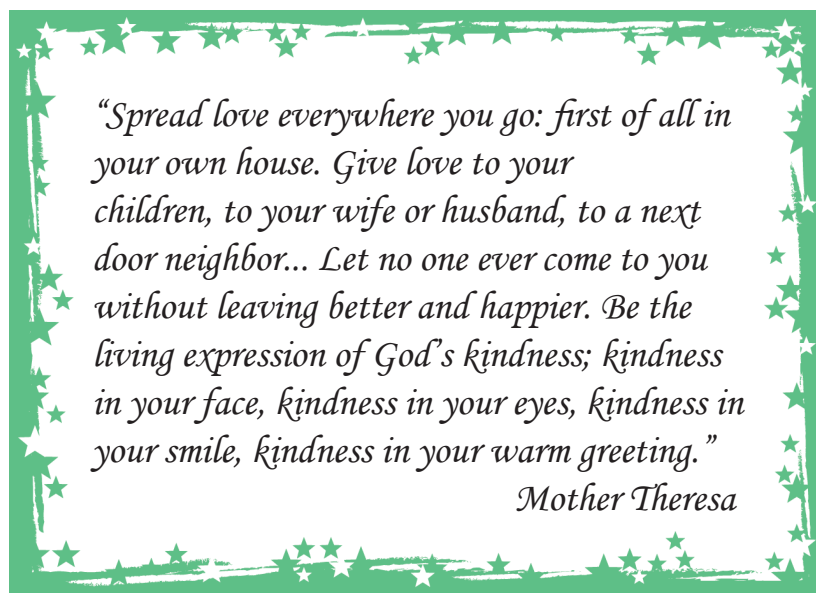 “Spread love everywhere you go: first of all in
your own house. Give love to your
children, to your wife or husband, to a next
door neighbor... Let no one ever come to you
without leaving better and happier. Be the
living expression of God’s kindness; kindness
in your face, kindness in your eyes, kindness in
your smile, kindness in your warm greeting.”
Mother Theresa